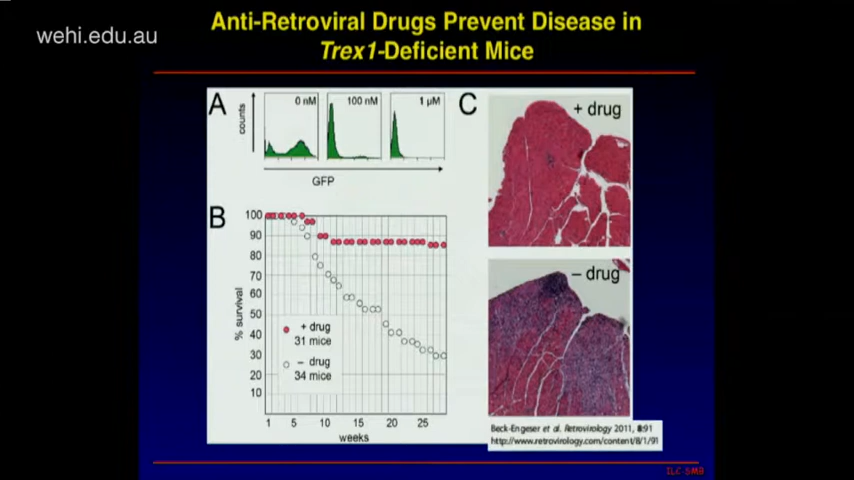 wehi.edu.au
Anti-Retroviral Drugs Prevent Disease in
Trex1-Deficient Mice
A
counts
0 nM
100 nM
1 µM
GFP
B
% survival
100
90
80
70
60
50
40
30
20
10
+ drug
31 mice
– drug
34 mice
1 5 10 15 20 25
weeks
C
+ drug
– drug
Beck-Engeser et al. Retrovirology 2011, 8:91
http://www.retrovirology.com/content/8/1/91
ILC-SMB